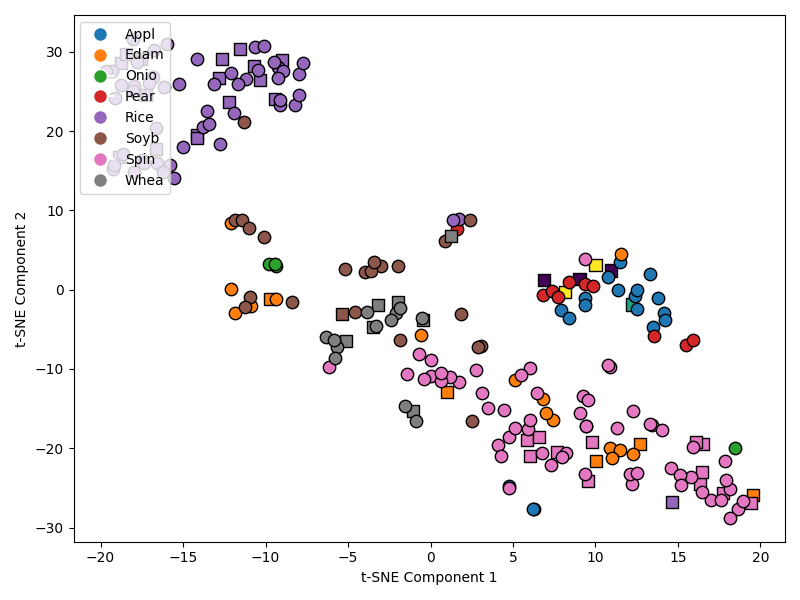 Appl
Edam
Onio
Pear
Rice
Soyb
Spin
Whea
t-SNE Component 2
30
20
10
0
−10
−20
−30
−20 −15 −10 −5 0 5 10 15 20
t-SNE Component 1